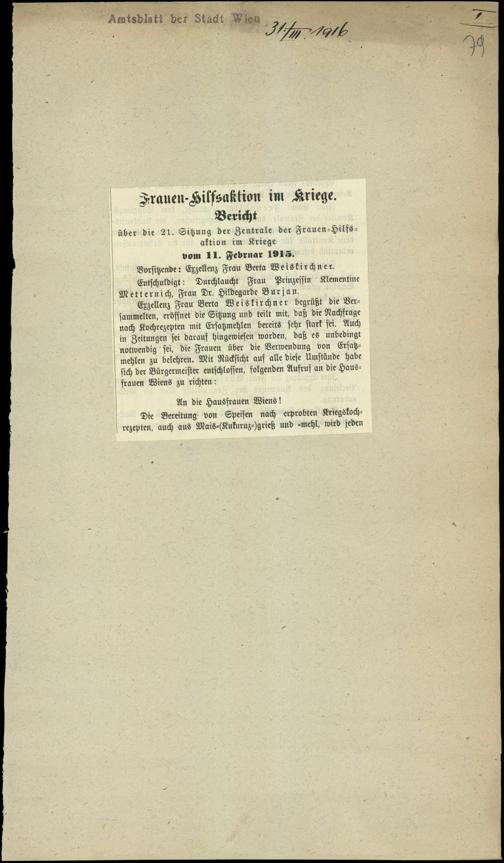 Amtsblatt der Stadt Wien
31/III. 1916
I
79
Frauen-Hilfsaktion im Kriege.
Bericht
über die 21. Sitzung der Zentrale der Frauen-Hilfs-
aktion im Kriege
vom 11. Februar 1915.
Vorsitzende: Exzellenz Frau Berta Weiskirchner.
Entschuldigt: Durchlaucht Frau Prinzessin Klementine
Metternich, Frau Dr. Hildegarde Burjan.
Exzellenz Frau Berta Weiskirchner begrüßt die Ver-
sammelten, eröffnet die Sitzung und teilt mit, daß die Nachfrage
nach Kochrezepten mit Ersatzmehlen bereits sehr stark sei. Auch
in Zeitungen sei darauf hingewiesen worden, daß es unbedingt
notwendig sei, die Frauen über die Verwendung von Ersatz-
mehlen zu belehren. Mit Rücksicht auf alle diese Umstände habe
sich der Bürgermeister entschlossen, folgenden Aufruf an die Haus-
frauen Wiens zu richten:
An die Hausfrauen Wiens!
Die Bereitung von Speisen nach erprobten Kriegskoch-
rezepten, auch aus Mais-(Kukuruz-)grieß und -mehl, wird jeden